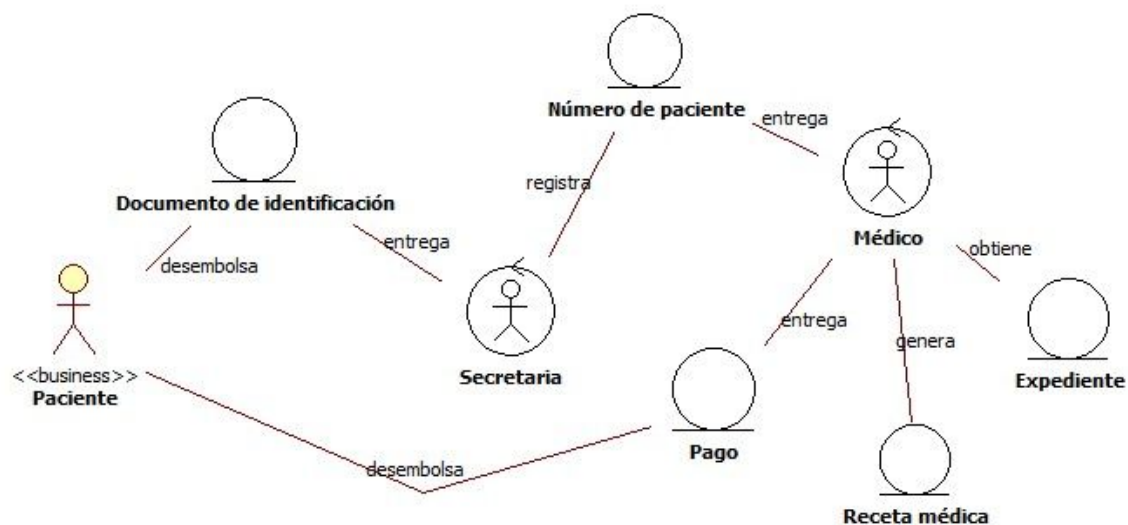 Número de paciente
entrega
Documento de identificación
registra
Médico
entrega
obtiene
desembolsa
entrega
genera
<<business>>
Paciente
Secretaria
Expediente
Pago
desembolsa
Receta médica